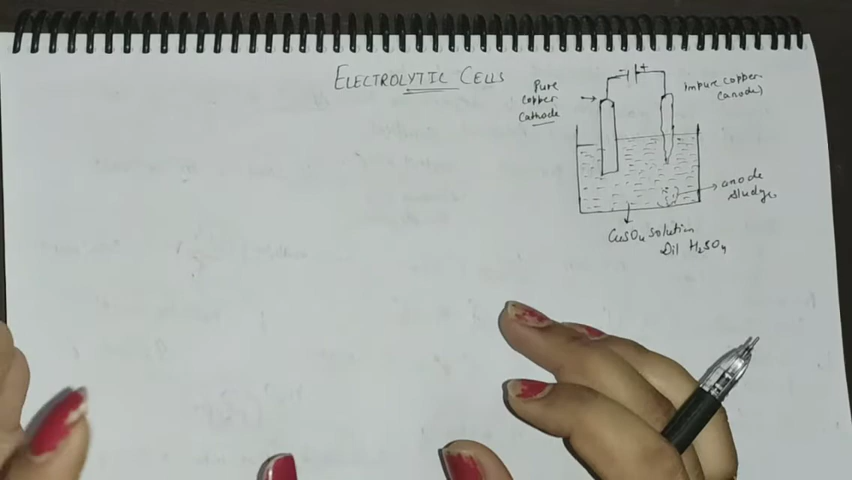 ELECTROLYTIC CELLS
- +
Pure
copper
cathode
Impure copper
(anode)
anode
sludge
CuSO4 solution
Dil H2SO4